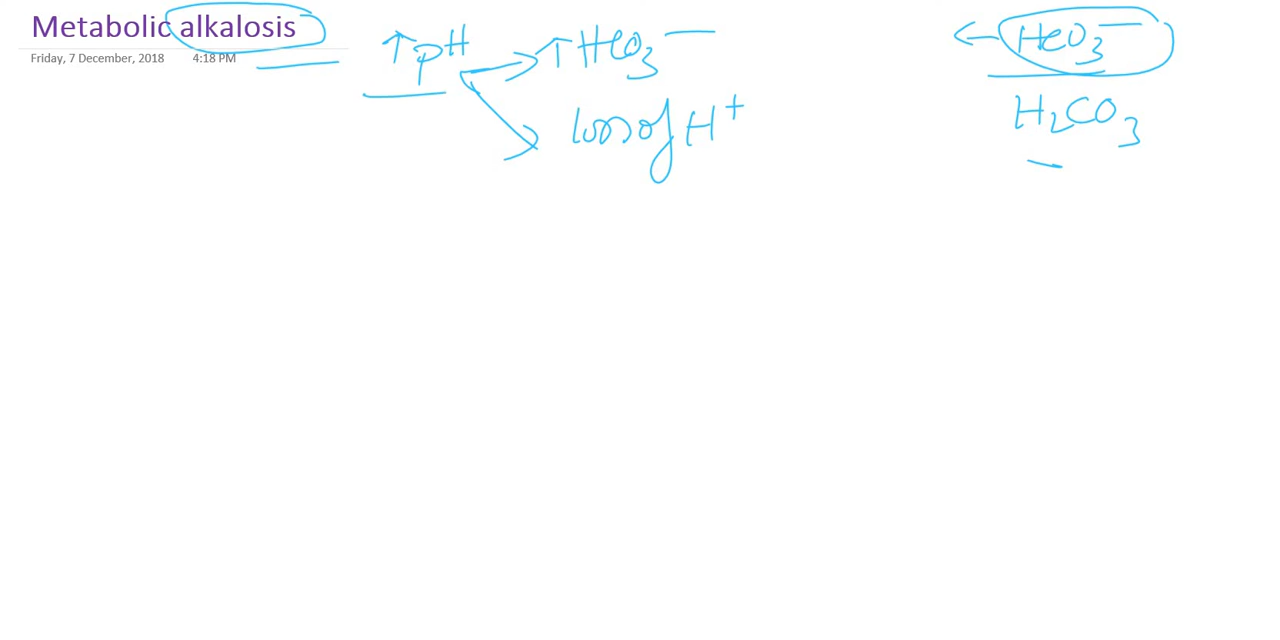 Metabolic alkalosis
Friday, 7 December, 2018 4:18 PM
↑pH → ↑HCO3⁻
loss of H⁺
← HCO3⁻
H2CO3